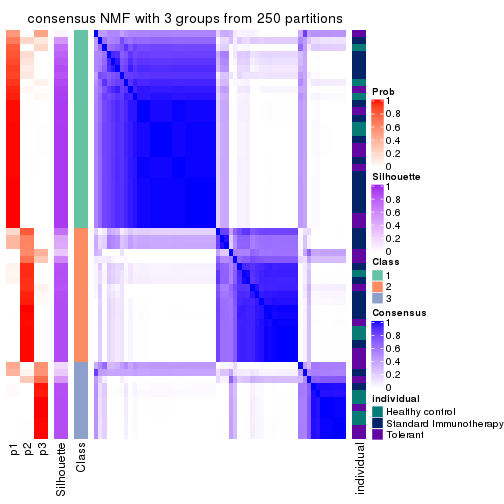 consensus NMF with 3 groups from 250 partitions
Prob
1
0.8
0.6
0.4
0.2
0
Silhouette
1
0.8
0.6
0.4
0.2
0
Class
1
2
3
Consensus
1
0.8
0.6
0.4
0.2
0
individual
Healthy control
Standard Immunotherapy
Tolerant
p1
p2
p3
Silhouette
Class
individual